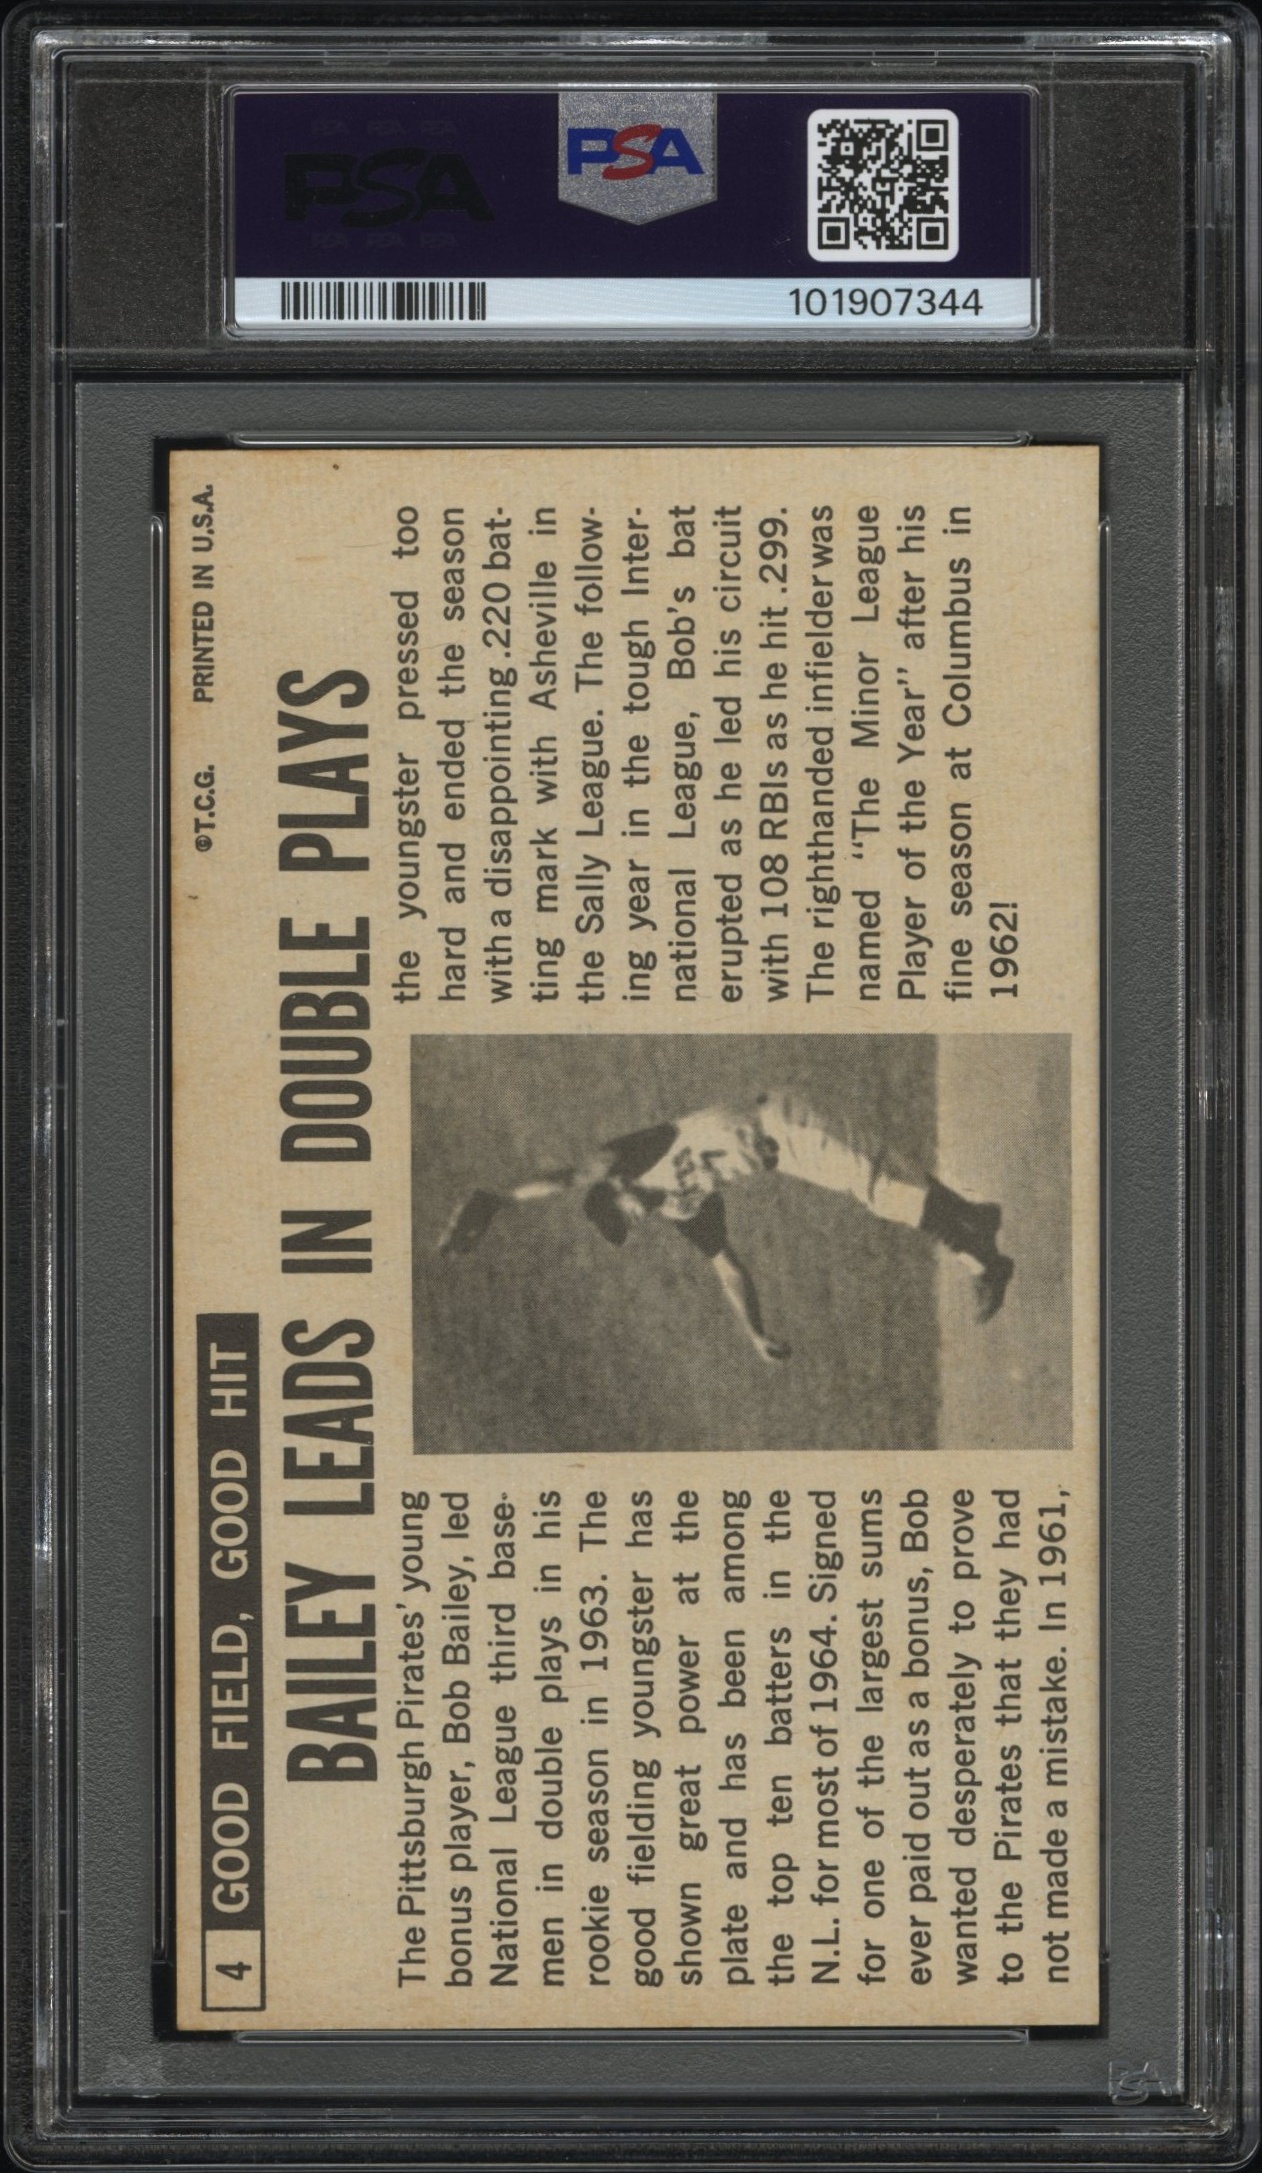 PSA
PSA
101907344
4 GOOD FIELD, GOOD HIT ©T.C.G. PRINTED IN U.S.A.
BAILEY LEADS IN DOUBLE PLAYS
The Pittsburgh Pirates' young
bonus player, Bob Bailey, led
National League third base-
men in double plays in his
rookie season in 1963. The
good fielding youngster has
shown great power at the
plate and has been among
the top ten batters in the
N.L. for most of 1964. Signed
for one of the largest sums
ever paid out as a bonus, Bob
wanted desperately to prove
to the Pirates that they had
not made a mistake. In 1961,
the youngster pressed too
hard and ended the season
with a disappointing .220 bat-
ting mark with Asheville in
the Sally League. The follow-
ing year in the tough Inter-
national League, Bob's bat
erupted as he led his circuit
with 108 RBIs as he hit .299.
The righthanded infielder was
named "The Minor League
Player of the Year" after his
fine season at Columbus in
1962!
PSA